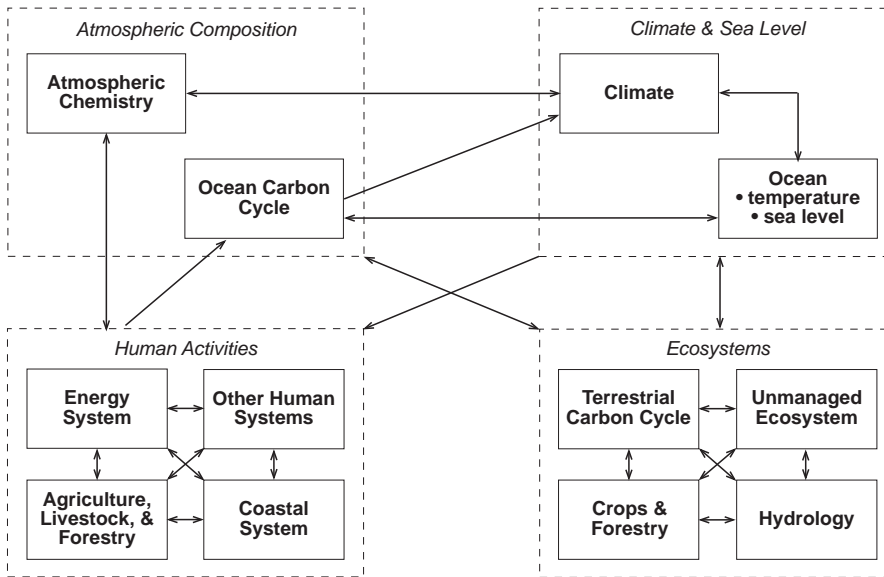 Atmospheric Composition
Atmospheric
Chemistry
Ocean Carbon
Cycle
Climate & Sea Level
Climate
Ocean
• temperature
• sea level
Human Activities
Energy
System
Other Human
Systems
Agriculture,
Livestock, &
Forestry
Coastal
System
Ecosystems
Terrestrial
Carbon Cycle
Unmanaged
Ecosystem
Crops &
Forestry
Hydrology